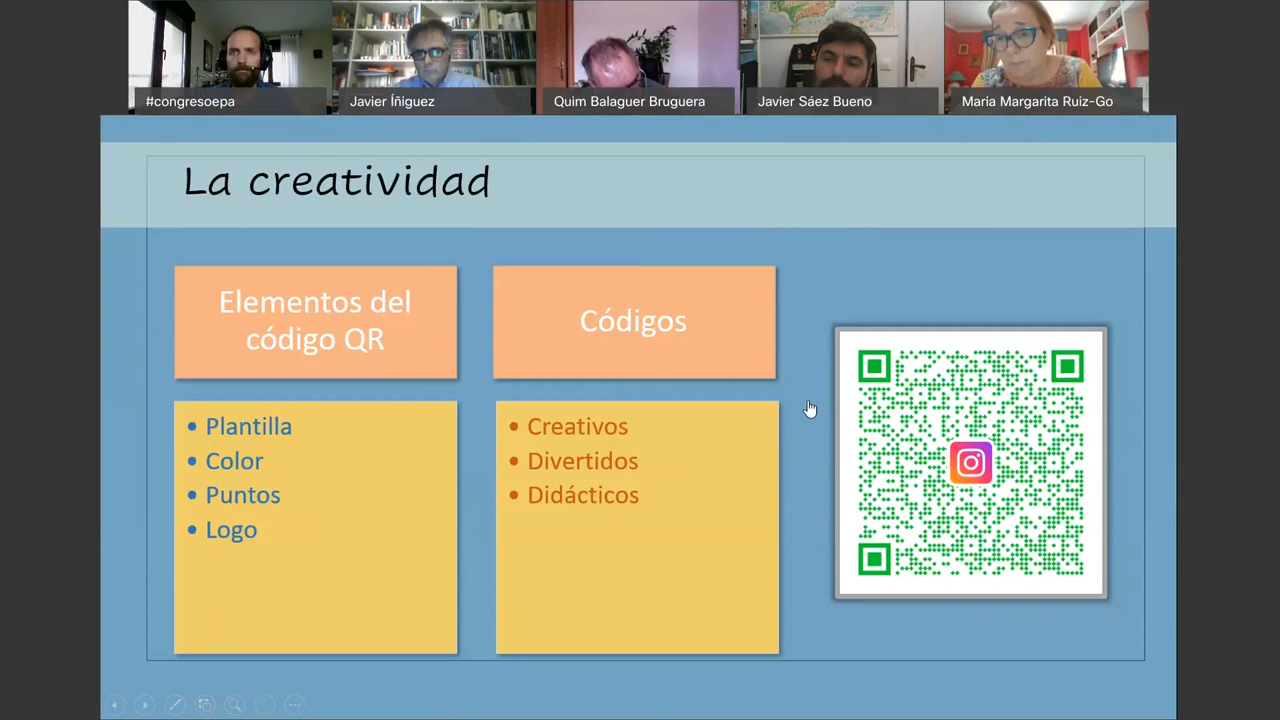 #congresoepa
Javier Íñiguez
Quim Balaguer Bruguera
Javier Sáez Bueno
Maria Margarita Ruiz-Go
La creatividad
Elementos del
código QR
• Plantilla
• Color
• Puntos
• Logo
Códigos
• Creativos
• Divertidos
• Didácticos